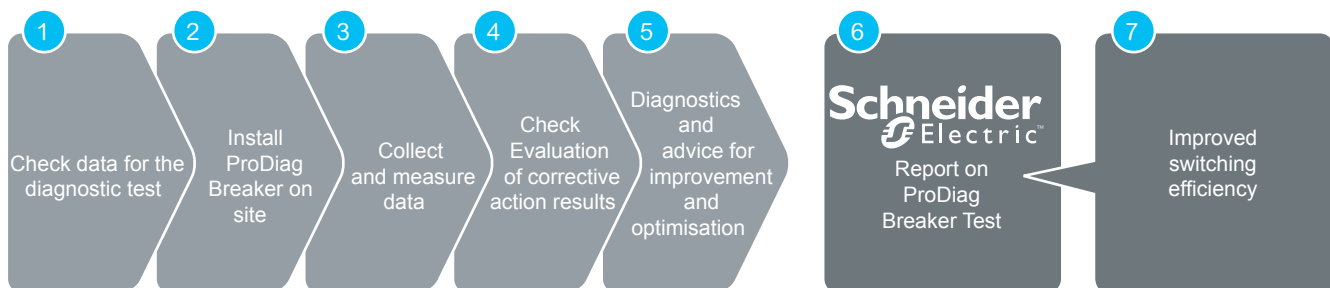 1
Check data for the
diagnostic test
2
Install
ProDiag
Breaker on
site
3
Collect
and measure
data
4
Check
Evaluation
of corrective
action results
5
Diagnostics
and
advice for
improvement
and
optimisation
6
Schneider
Electric™
Report on
ProDiag
Breaker Test
7
Improved
switching
efficiency